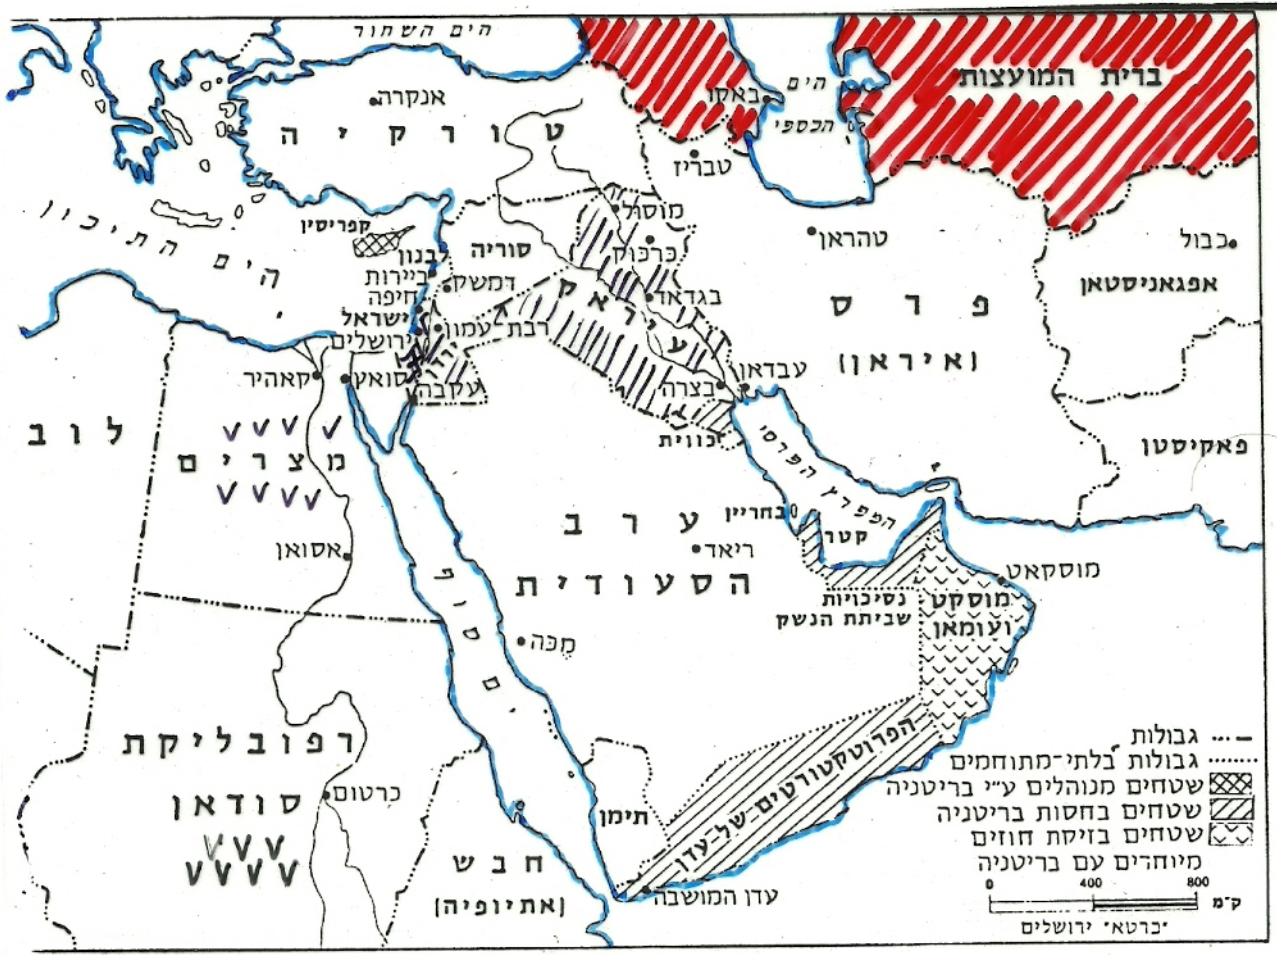 הים השחור
ברית המועצות
הים
הכספי
באקו
אנקרה
טורקיה
טבריז
מוסול
כרכוק
טהראן
כבול
אפגאניסטאן
הים התיכון
קפריסין
סוריה
לבנון
ביירות
דמשק
חיפה
ישראל
ירושלים
רבת עמון
ירדן
עיראק
בגדאד
פרס
(איראן)
עבדאן
בצרה
כווית
קאהיר
סואץ
עקבה
לוב
מצרים
פאקיסטן
המפרץ הפרסי
בחריין
קטר
ערב
הסעודית
ריאד
אסואן
מוסקאט
מוסקט
ועומאן
נסיכויות
שביתת הנשק
ים סוף
מכה
רפובליקת
סודאן
כרטום
הפרוטקטורטים של-עדן
תימן
חבש
(אתיופיה)
עדן המושבה
גבולות
גבולות בלתי-מתוחמים
שטחים מנוהלים ע״י בריטניה
שטחים בחסות בריטניה
שטחים בזיקת חוזים
מיוחדים עם בריטניה
0 400 800
ק״מ
"כרטא" ירושלים